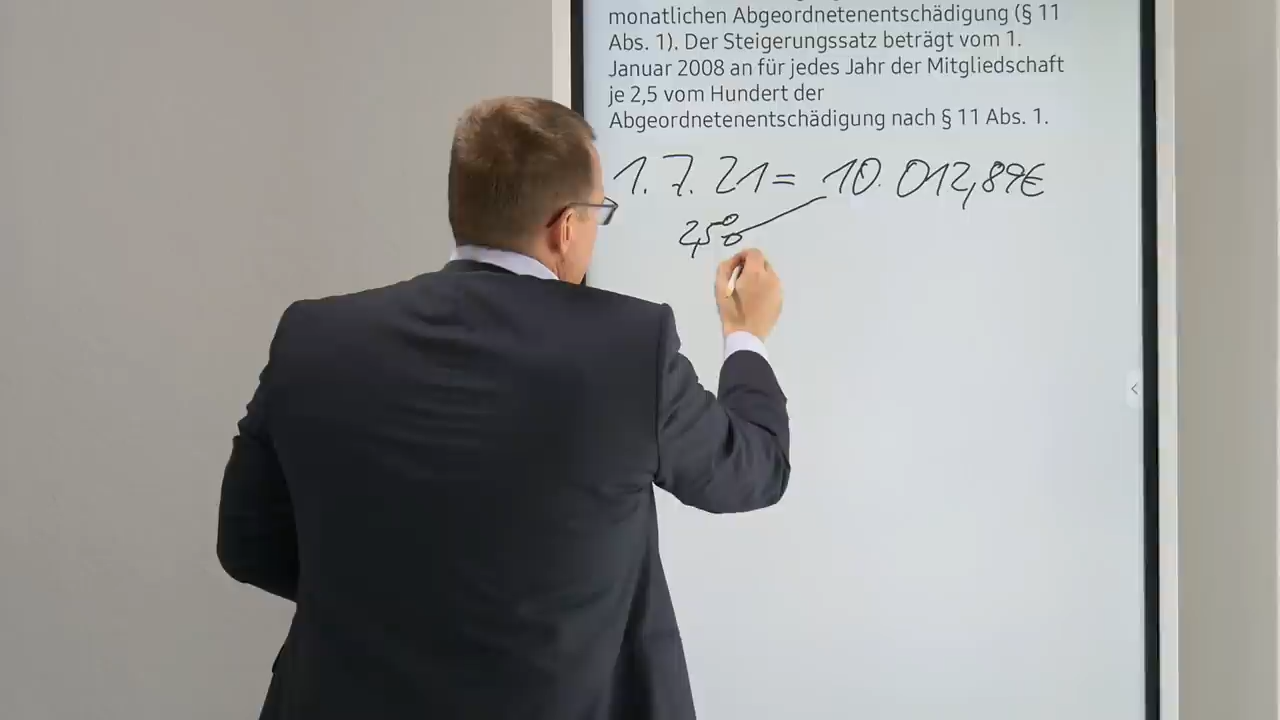 monatlichen Abgeordnetenentschädigung (§ 11
Abs. 1). Der Steigerungssatz beträgt vom 1.
Januar 2008 an für jedes Jahr der Mitgliedschaft
je 2,5 vom Hundert der
Abgeordnetenentschädigung nach § 11 Abs. 1.
1. 7. 21 = 10.012,89€
2,5%